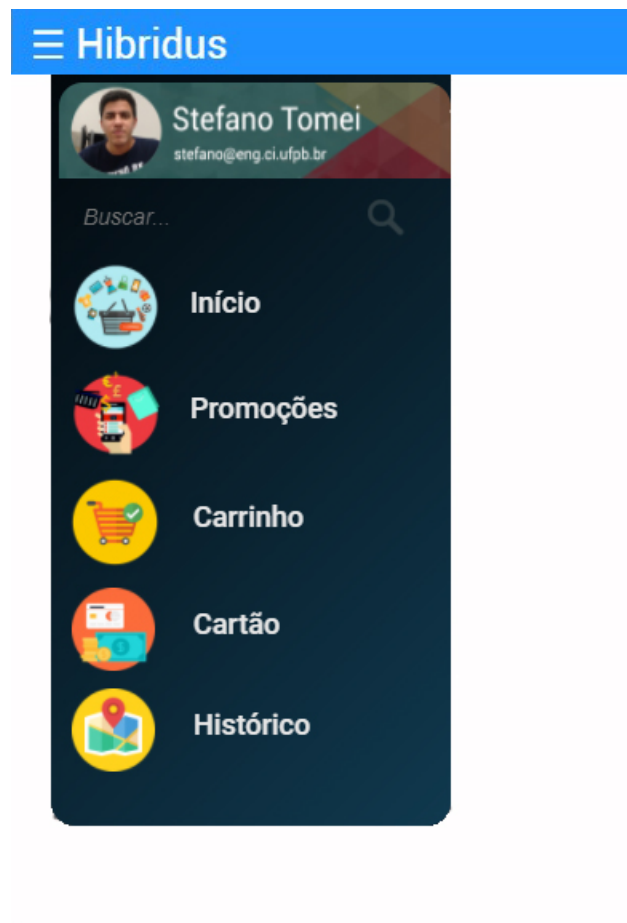 Hibridus
Stefano Tomei
stefano@eng.ci.ufpb.br
Buscar...
Início
Promoções
Carrinho
Cartão
Histórico